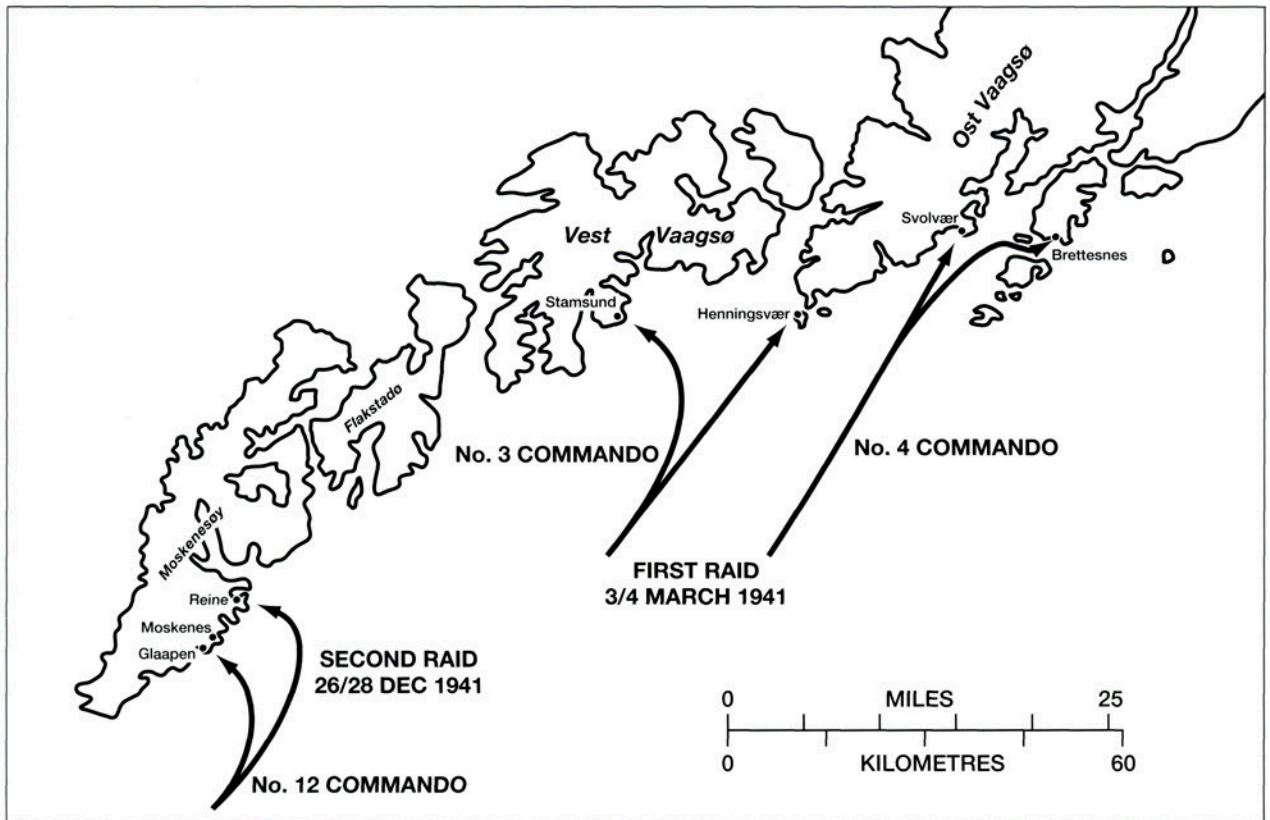 Ost Vaagsø
Svolvær
Vest Vaagsø
Brettesnes
Stamsund
Henningsvær
Flakstadø
No. 3 COMMANDO
No. 4 COMMANDO
Moskenesøy
FIRST RAID
3/4 MARCH 1941
Reine
Moskenes
Glaapen
SECOND RAID
26/28 DEC 1941
0 MILES 25
0 KILOMETRES 60
No. 12 COMMANDO